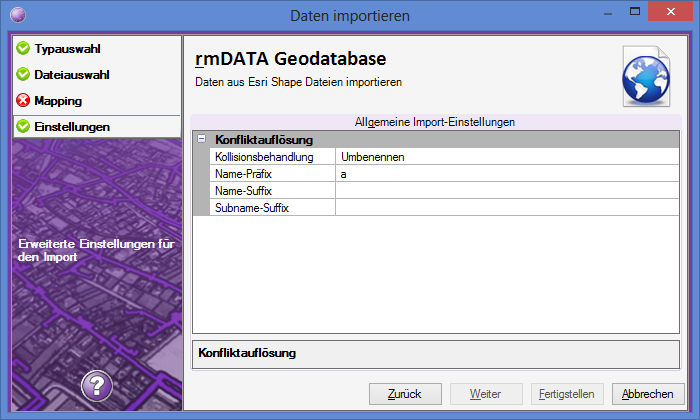 Daten importieren
Typauswahl
Dateiauswahl
Mapping
Einstellungen
Erweiterte Einstellungen für
den Import
?
rmDATA Geodatabase
Daten aus Esri Shape Dateien importieren
Allgemeine Import-Einstellungen
Konfliktauflösung
Kollisionsbehandlung Umbenennen
Name-Präfix a
Name-Suffix
Subname-Suffix
Konfliktauflösung
Zurück Weiter Fertigstellen Abbrechen